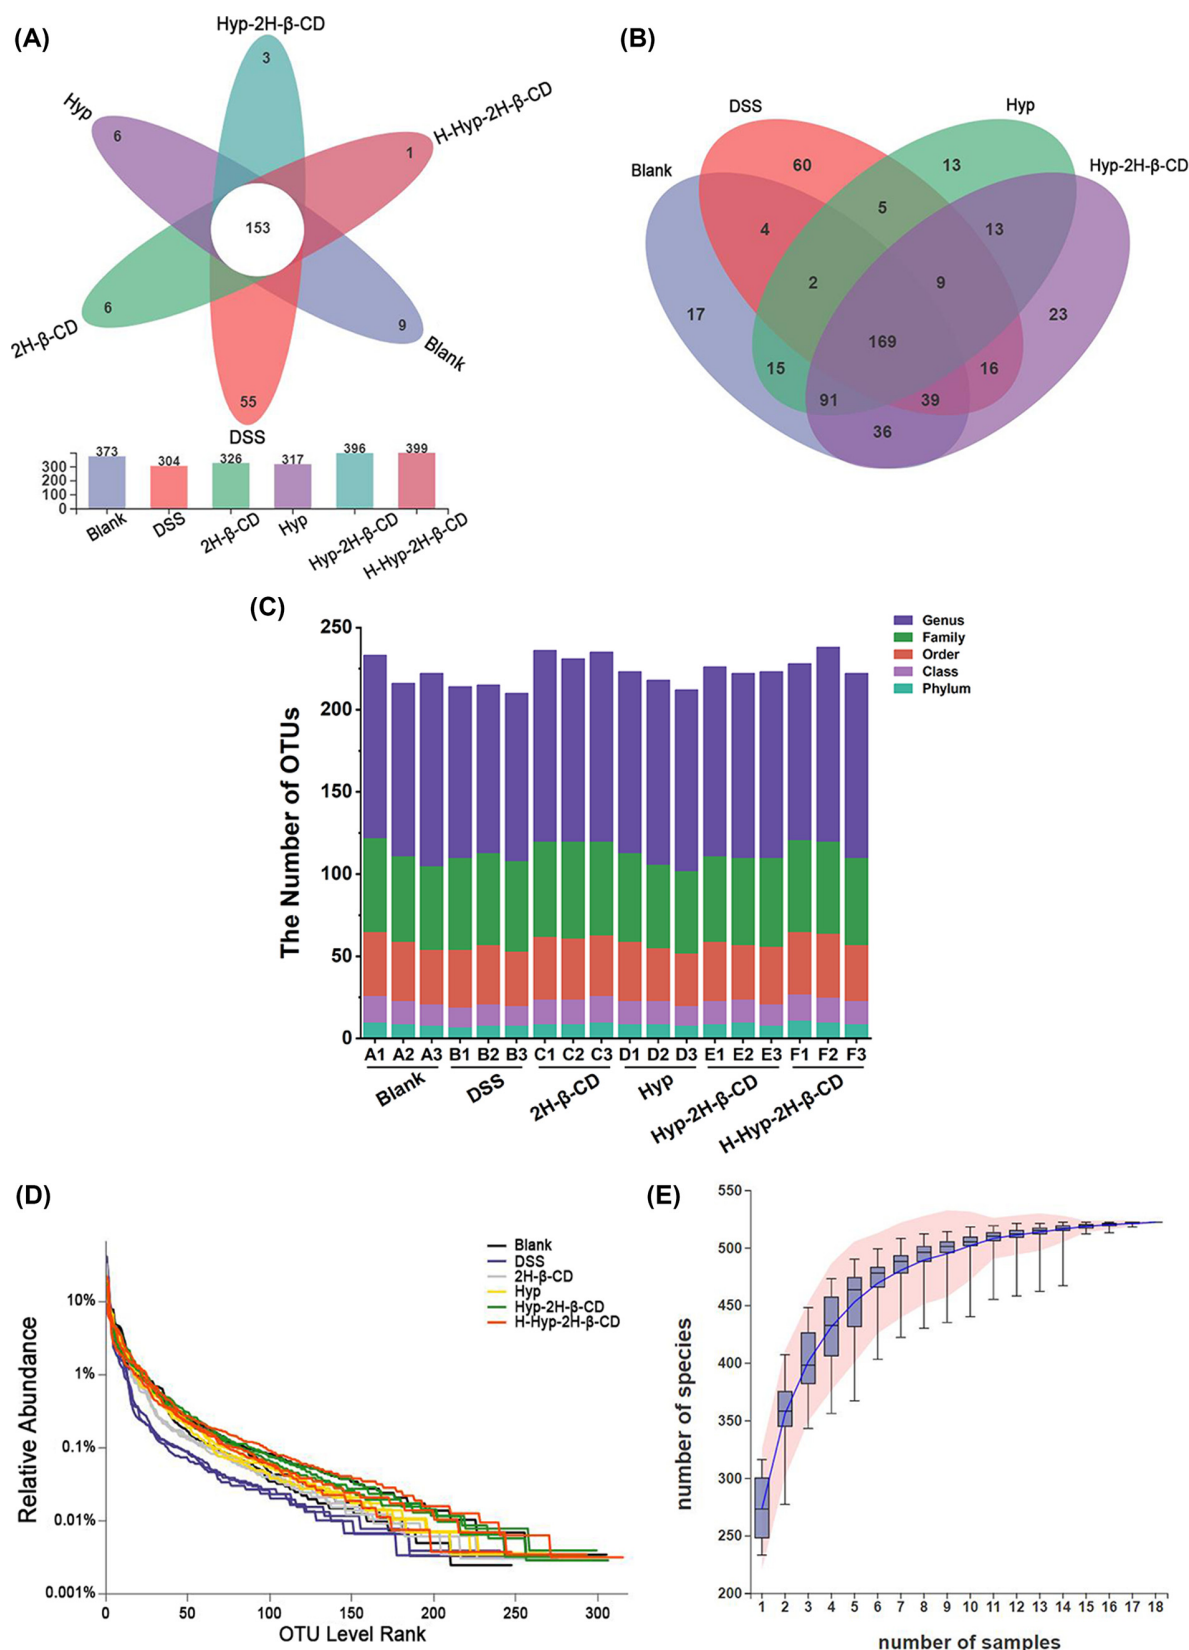 (A)
Hyp-2H-β-CD
3
Hyp
6
H-Hyp-2H-β-CD
1
153
2H-β-CD
6
9
Blank
55
DSS
373 304 326 317 396 399
300
200
100
0
Blank DSS 2H-β-CD Hyp Hyp-2H-β-CD H-Hyp-2H-β-CD
(B)
DSS
Hyp
Blank
Hyp-2H-β-CD
60 13
4 5 13
2 9
17 23
169
15 16
91 39
36
(C)
250
200
150
100
50
0
The Number of OTUs
Genus
Family
Order
Class
Phylum
A1 A2 A3 B1 B2 B3 C1 C2 C3 D1 D2 D3 E1 E2 E3 F1 F2 F3
Blank DSS 2H-β-CD Hyp Hyp-2H-β-CD H-Hyp-2H-β-CD
(D)
Blank
DSS
2H-β-CD
Hyp
Hyp-2H-β-CD
H-Hyp-2H-β-CD
10%
1%
0.1%
0.01%
0.001%
Relative Abundance
0 50 100 150 200 250 300
OTU Level Rank
(E)
550
500
450
400
350
300
250
200
number of species
1 2 3 4 5 6 7 8 9 10 11 12 13 14 15 16 17 18
number of samples